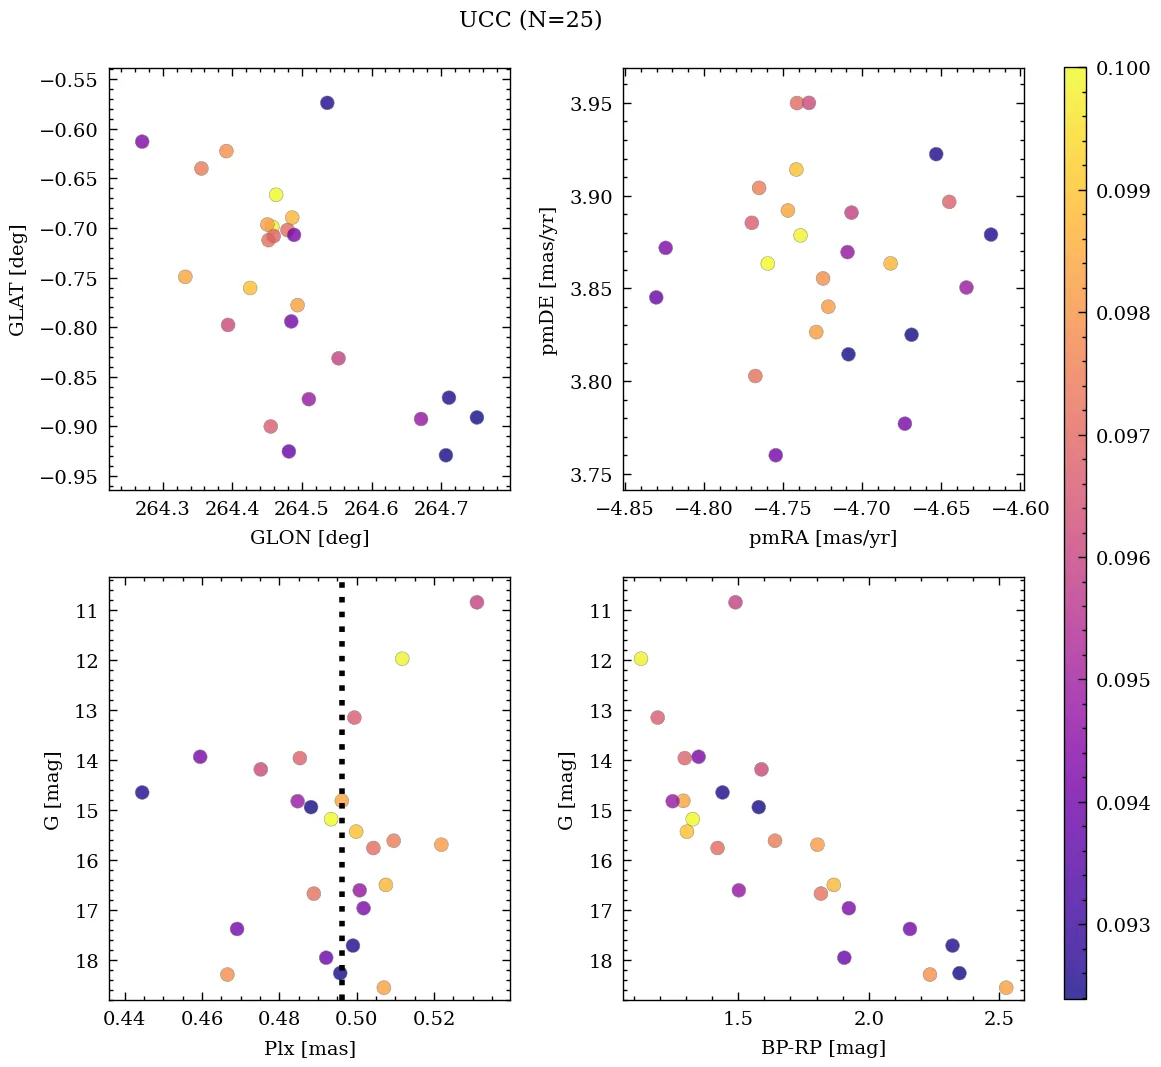 UCC (N=25)
−0.55
−0.60
−0.65
−0.70
−0.75
−0.80
−0.85
−0.90
−0.95
GLAT [deg]
264.3 264.4 264.5 264.6 264.7
GLON [deg]
3.95
3.90
3.85
3.80
3.75
pmDE [mas/yr]
−4.85 −4.80 −4.75 −4.70 −4.65 −4.60
pmRA [mas/yr]
11
12
13
14
15
16
17
18
G [mag]
0.44 0.46 0.48 0.50 0.52
Plx [mas]
11
12
13
14
15
16
17
18
G [mag]
1.5 2.0 2.5
BP-RP [mag]
0.100
0.099
0.098
0.097
0.096
0.095
0.094
0.093